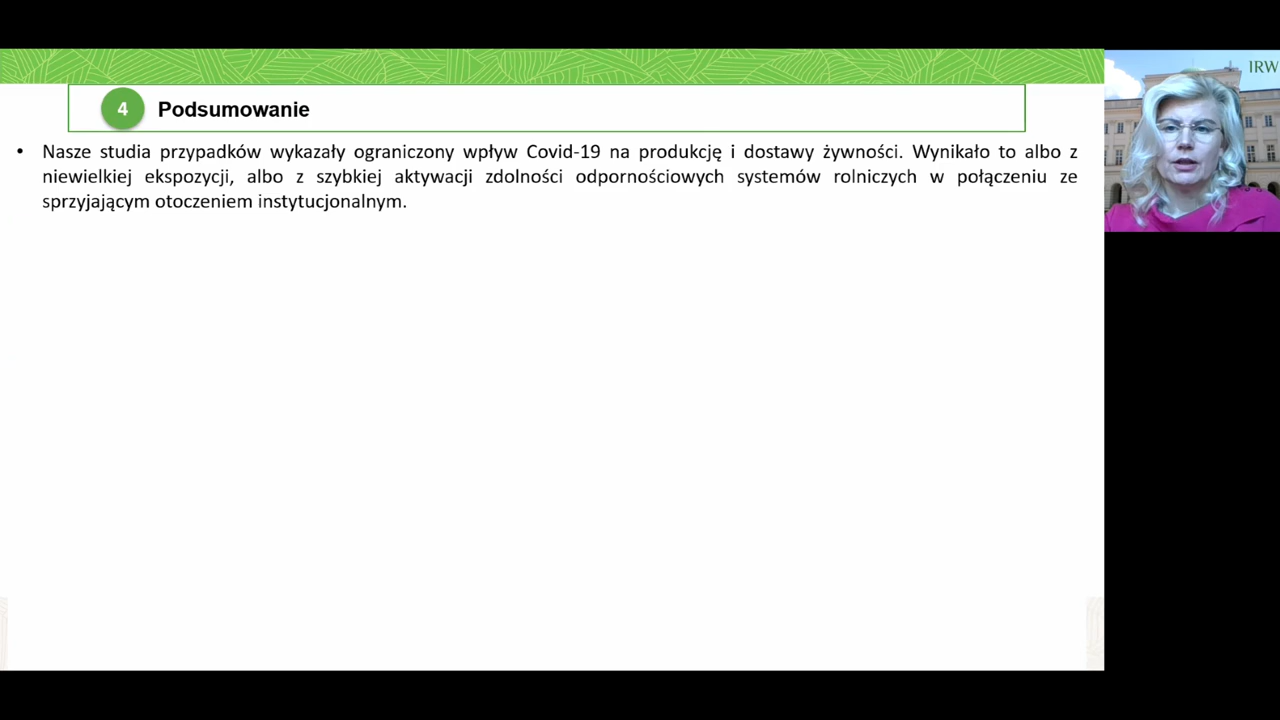 4 Podsumowanie
• Nasze studia przypadków wykazały ograniczony wpływ Covid-19 na produkcję i dostawy żywności. Wynikało to albo z
niewielkiej ekspozycji, albo z szybkiej aktywacji zdolności odpornościowych systemów rolniczych w połączeniu ze
sprzyjającym otoczeniem instytucjonalnym.
IRW